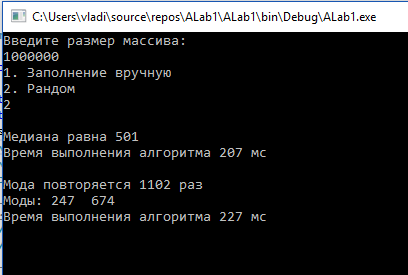 C:\Users\vladi\source\repos\ALab1\ALab1\bin\Debug\ALab1.exe
Введите размер массива:
1000000
1. Заполнение вручную
2. Рандом
2
Медиана равна 501
Время выполнения алгоритма 207 мс
Мода повторяется 1102 раз
Моды: 247  674
Время выполнения алгоритма 227 мс